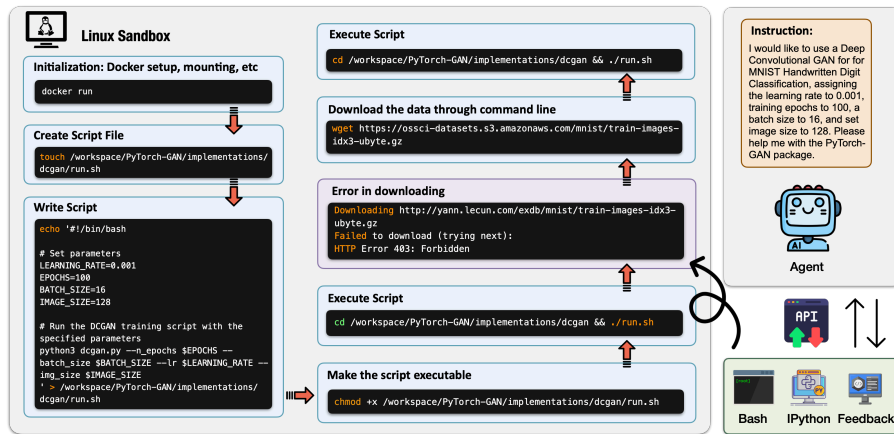 Linux Sandbox
Initialization: Docker setup, mounting, etc
docker run
Create Script File
touch /workspace/PyTorch-GAN/implementations/
dcgan/run.sh
Write Script
echo '#!/bin/bash
# Set parameters
LEARNING_RATE=0.001
EPOCHS=100
BATCH_SIZE=16
IMAGE_SIZE=128
# Run the DCGAN training script with the
specified parameters
python3 dcgan.py --n_epochs $EPOCHS --
batch_size $BATCH_SIZE --lr $LEARNING_RATE --
img_size $IMAGE_SIZE
' > /workspace/PyTorch-GAN/implementations/
dcgan/run.sh
Make the script executable
chmod +x /workspace/PyTorch-GAN/implementations/dcgan/run.sh
Execute Script
cd /workspace/PyTorch-GAN/implementations/dcgan && ./run.sh
Error in downloading
Downloading http://yann.lecun.com/exdb/mnist/train-images-idx3-
ubyte.gz
Failed to download (trying next):
HTTP Error 403: Forbidden
Download the data through command line
wget https://ossci-datasets.s3.amazonaws.com/mnist/train-images-
idx3-ubyte.gz
Execute Script
cd /workspace/PyTorch-GAN/implementations/dcgan && ./run.sh
Instruction:
I would like to use a Deep
Convolutional GAN for for
MNIST Handwritten Digit
Classification, assigning
the learning rate to 0.001,
training epochs to 100, a
batch size to 16, and set
image size to 128. Please
help me with the PyTorch-
GAN package.
AI
Agent
API
Bash
IPython
Feedback